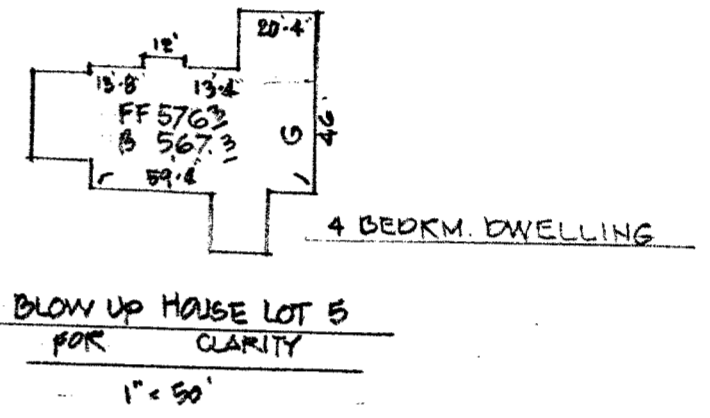 20'-4"
12'
13'-8" 13'-4"
FF 576.3
B 567.3
G 46'
59'-4"
4 BEDRM. DWELLING
BLOW UP HOUSE LOT 5
FOR CLARITY
1" = 50'